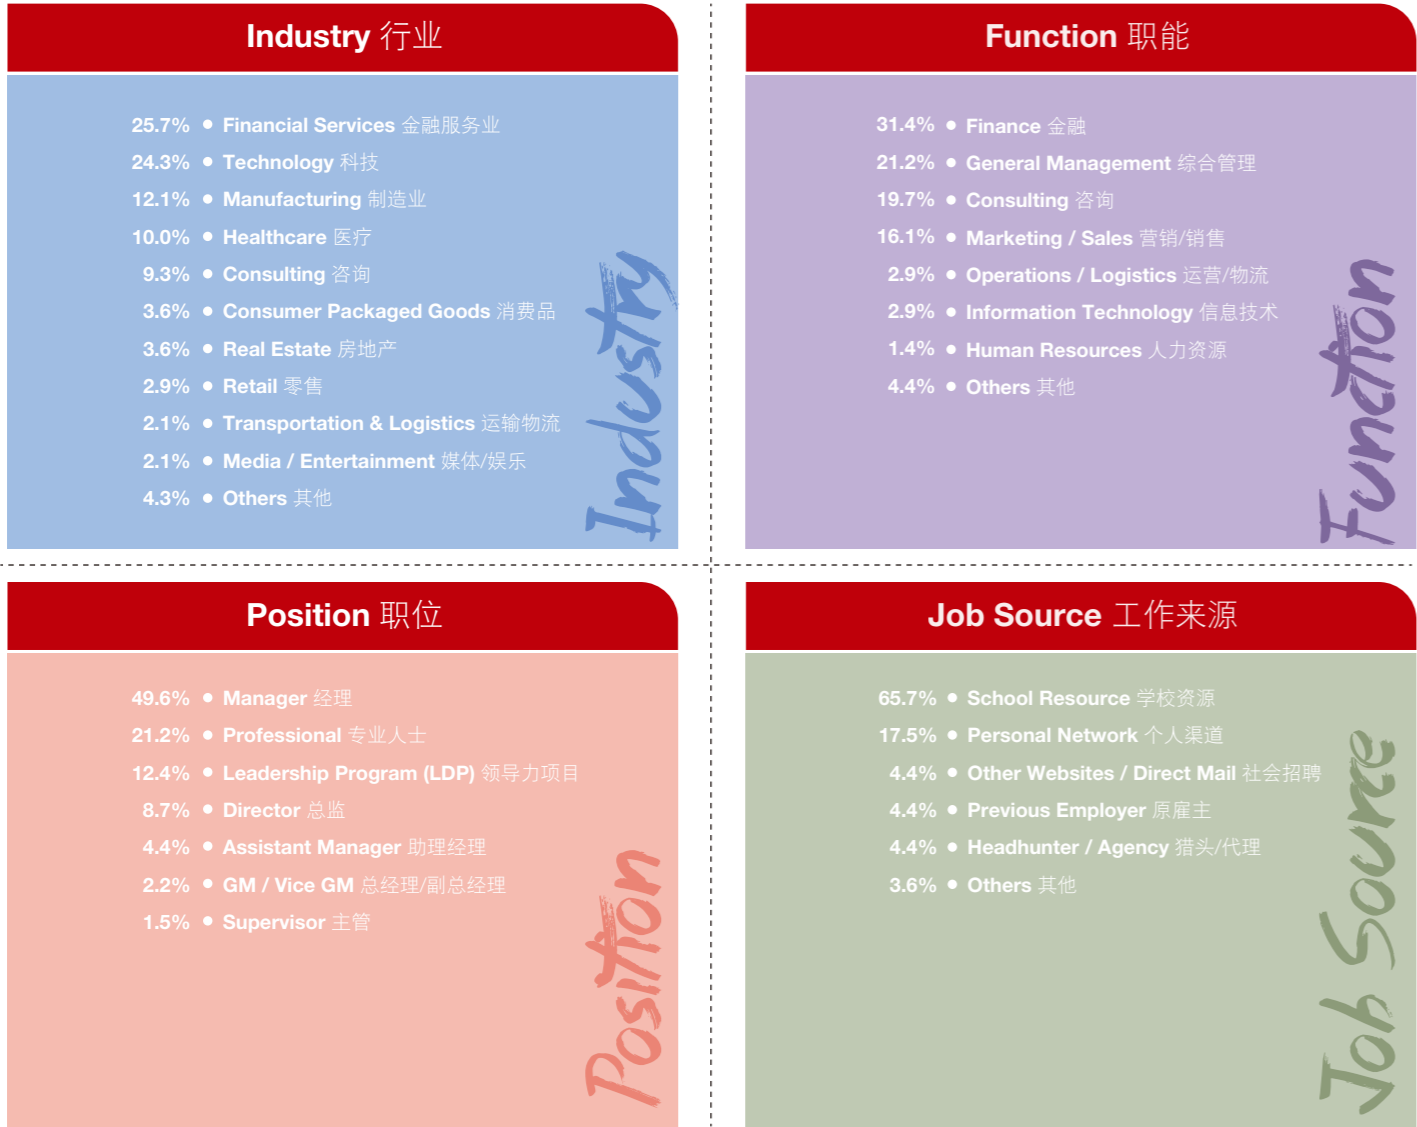 Industry 行业
25.7% • Financial Services 金融服务业
24.3% • Technology 科技
12.1% • Manufacturing 制造业
10.0% • Healthcare 医疗
9.3% • Consulting 咨询
3.6% • Consumer Packaged Goods 消费品
3.6% • Real Estate 房地产
2.9% • Retail 零售
2.1% • Transportation & Logistics 运输物流
2.1% • Media / Entertainment 媒体/娱乐
4.3% • Others 其他
Industry
Function 职能
31.4% • Finance 金融
21.2% • General Management 综合管理
19.7% • Consulting 咨询
16.1% • Marketing / Sales 营销/销售
2.9% • Operations / Logistics 运营/物流
2.9% • Information Technology 信息技术
1.4% • Human Resources 人力资源
4.4% • Others 其他
Function
Position 职位
49.6% • Manager 经理
21.2% • Professional 专业人士
12.4% • Leadership Program (LDP) 领导力项目
8.7% • Director 总监
4.4% • Assistant Manager 助理经理
2.2% • GM / Vice GM 总经理/副总经理
1.5% • Supervisor 主管
Position
Job Source 工作来源
65.7% • School Resource 学校资源
17.5% • Personal Network 个人渠道
4.4% • Other Websites / Direct Mail 社会招聘
4.4% • Previous Employer 原雇主
4.4% • Headhunter / Agency 猎头/代理
3.6% • Others 其他
Job Source